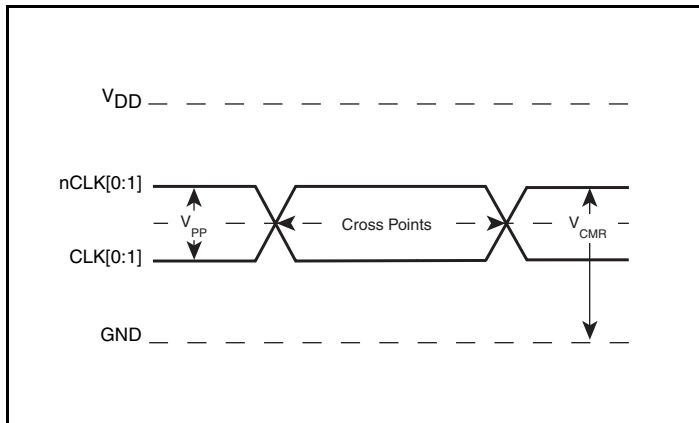 VDD
nCLK[0:1]
VPP
Cross Points
VCMR
CLK[0:1]
GND